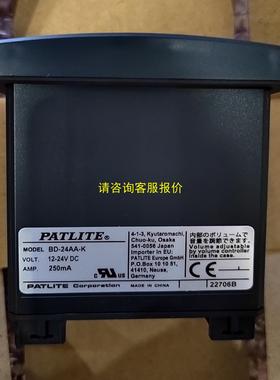 请咨询客服报价
PATLITE®
MODEL BD-24AA-K
VOLT. 12-24V DC
AMP. 250mA
PATLITE Corporation
4-1-3, Kyutaromachi,
Chuo-ku, Osaka
541-0056 Japan
Importer in EU:
PATLITE Europe GmbH
P.O.Box 10 10 51,
41410, Neuss,
Germany
MADE IN CHINA
内部のボリュームで
音量調整できます。
Volume adjustable
by volume controller
inside the case.
22706B